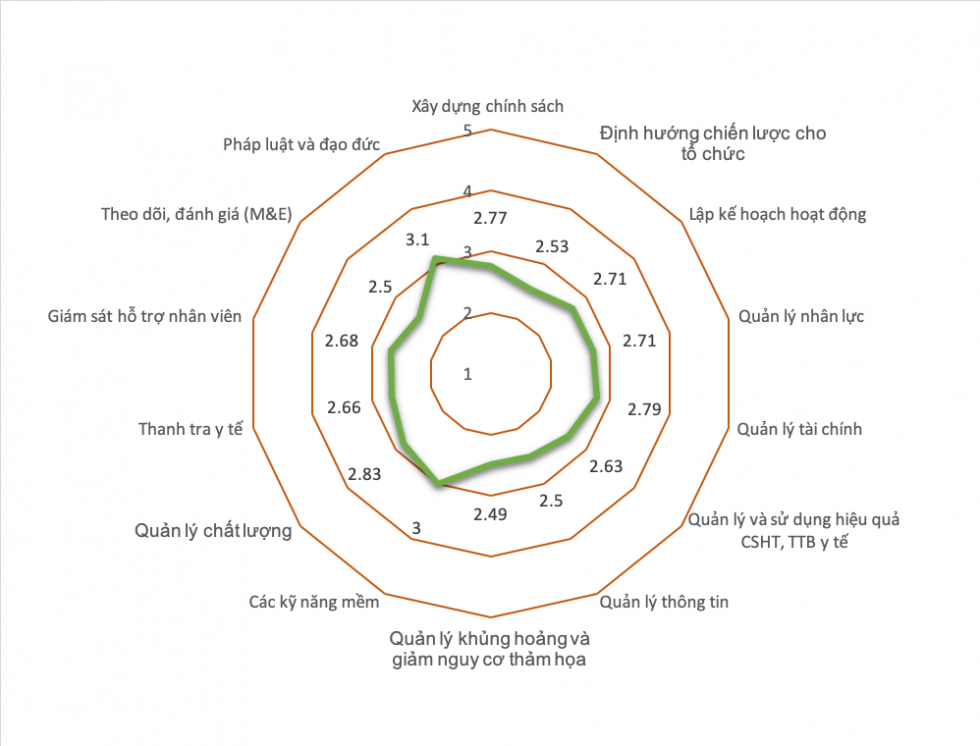 Xây dựng chính sách
5
Định hướng chiến lược cho
tổ chức
Pháp luật và đạo đức
4
Theo dõi, đánh giá (M&E)
Lập kế hoạch hoạt động
2.77
3.1
3
2.53
2.5
2.71
2
Giám sát hỗ trợ nhân viên
Quản lý nhân lực
2.68
2.71
1
2.66
2.79
Thanh tra y tế
Quản lý tài chính
2.83
2.63
3
2.49
2.5
Quản lý chất lượng
Quản lý và sử dụng hiệu quả
CSHT, TTB y tế
Các kỹ năng mềm
Quản lý thông tin
Quản lý khủng hoảng và
giảm nguy cơ thảm họa